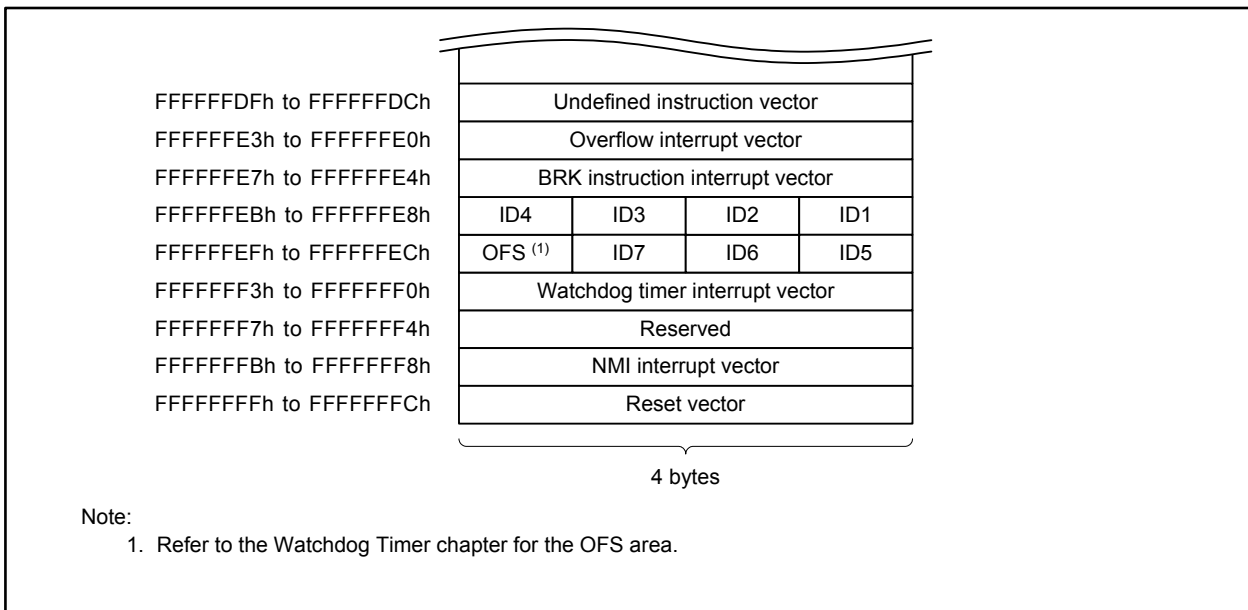 FFFFFFDFh to FFFFFFDCh Undefined instruction vector
FFFFFFE3h to FFFFFFE0h Overflow interrupt vector
FFFFFFE7h to FFFFFFE4h BRK instruction interrupt vector
FFFFFFEBh to FFFFFFE8h ID4 ID3 ID2 ID1
FFFFFFEFh to FFFFFFECh OFS (1) ID7 ID6 ID5
FFFFFFF3h to FFFFFFF0h Watchdog timer interrupt vector
FFFFFFF7h to FFFFFFF4h Reserved
FFFFFFFBh to FFFFFFF8h NMI interrupt vector
FFFFFFFFh to FFFFFFFCh Reset vector
4 bytes
Note:
1. Refer to the Watchdog Timer chapter for the OFS area.